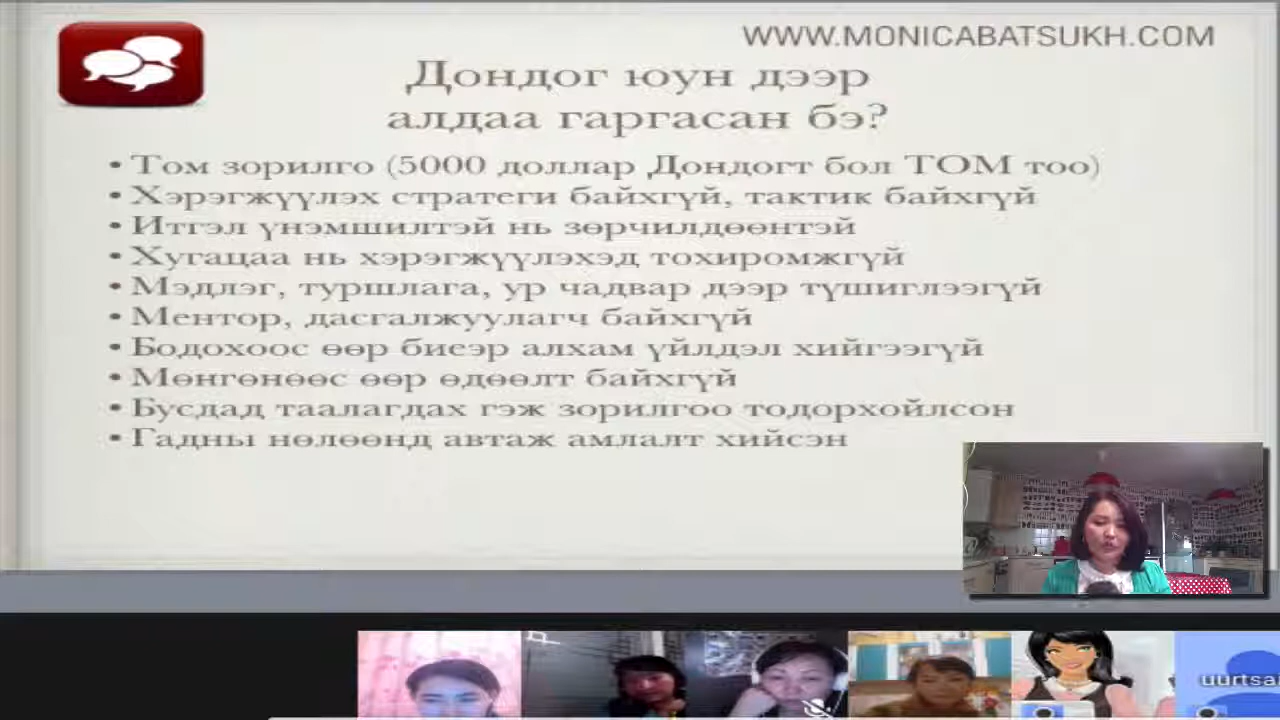 WWW.MONICABATSUKH.COM
Дондог юун дээр
алдаа гаргасан бэ?
• Том зорилго (5000 доллар Дондогт бол ТОМ тоо)
• Хэрэгжүүлэх стратеги байхгүй, тактик байхгүй
• Итгэл үнэмшилтэй нь зөрчилдөөнтэй
• Хугацаа нь хэрэгжүүлэхэд тохиромжгүй
• Мэдлэг, туршлага, ур чадвар дээр түшиглээгүй
• Ментор, дасгалжуулагч байхгүй
• Бодохоос өөр биеэр алхам үйлдэл хийгээгүй
• Мөнгөнөөс өөр өдөөлт байхгүй
• Бусдад таалагдах гэж зорилгоо тодорхойлсон
• Гадны нөлөөнд автаж амлалт хийсэн